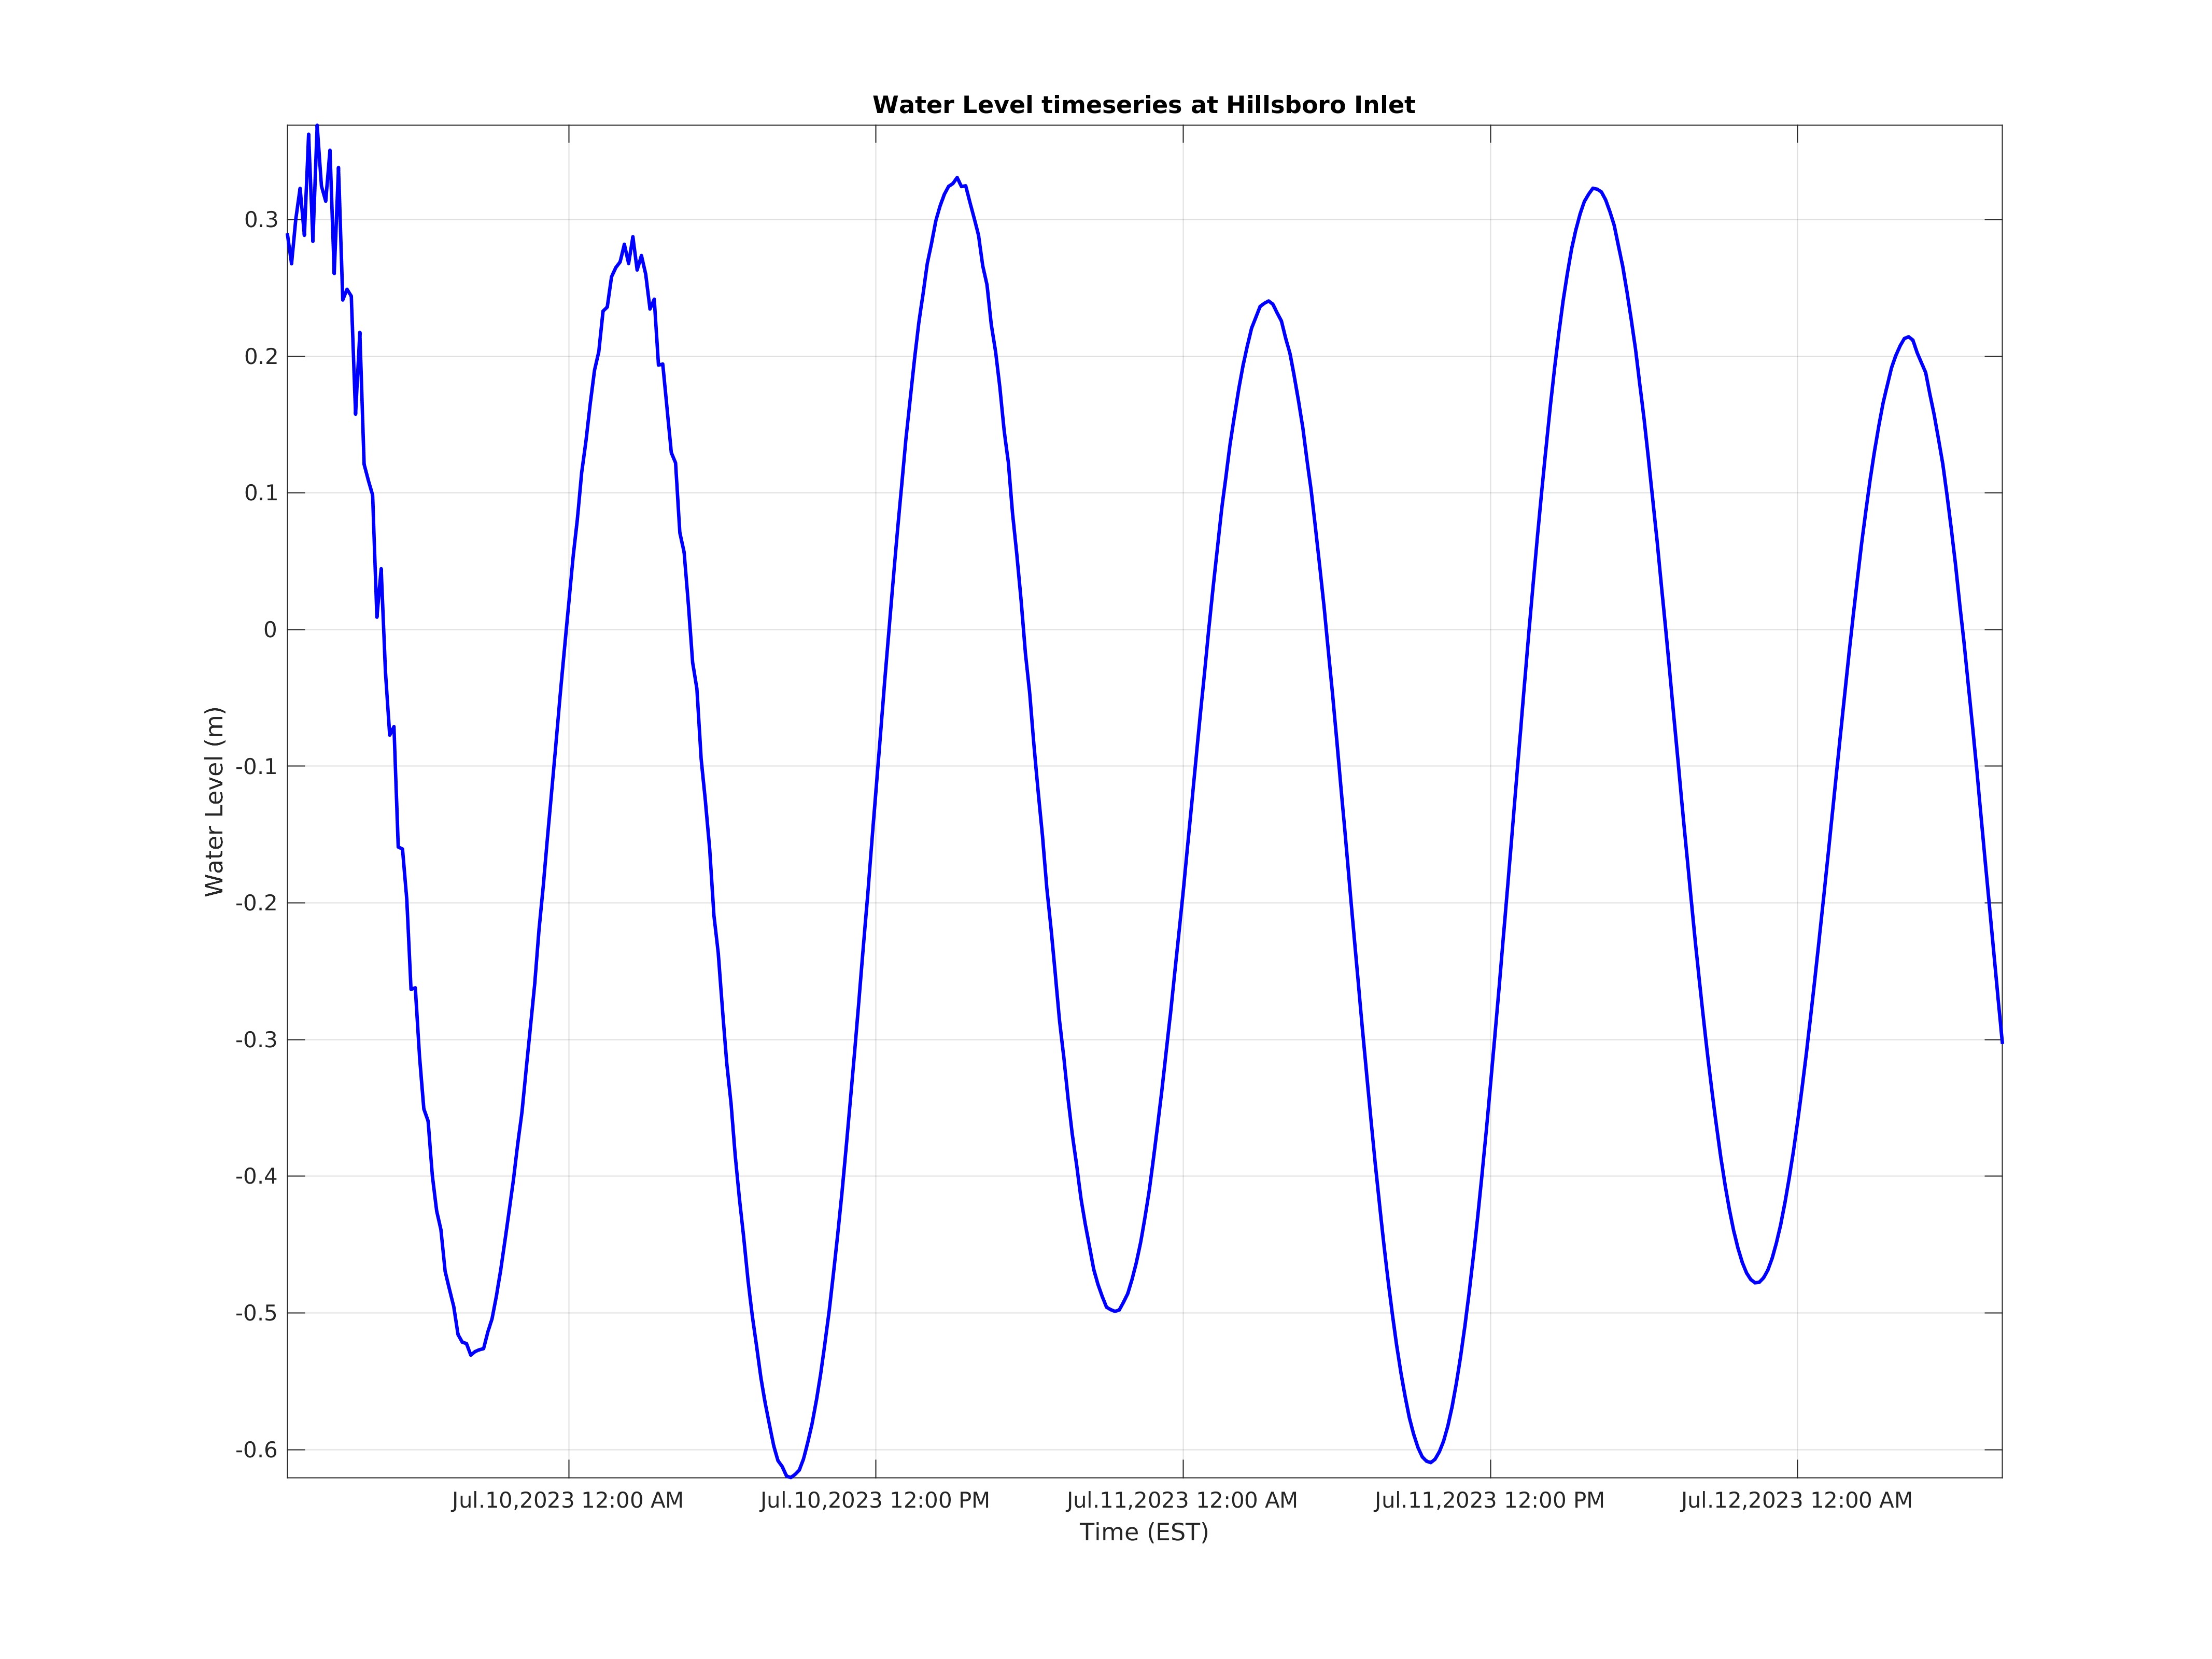 Water Level timeseries at Hillsboro Inlet
0.3
0.2
0.1
0
-0.1
-0.2
-0.3
-0.4
-0.5
-0.6
Water Level (m)
Jul.10,2023 12:00 AM
Jul.10,2023 12:00 PM
Jul.11,2023 12:00 AM
Jul.11,2023 12:00 PM
Jul.12,2023 12:00 AM
Time (EST)